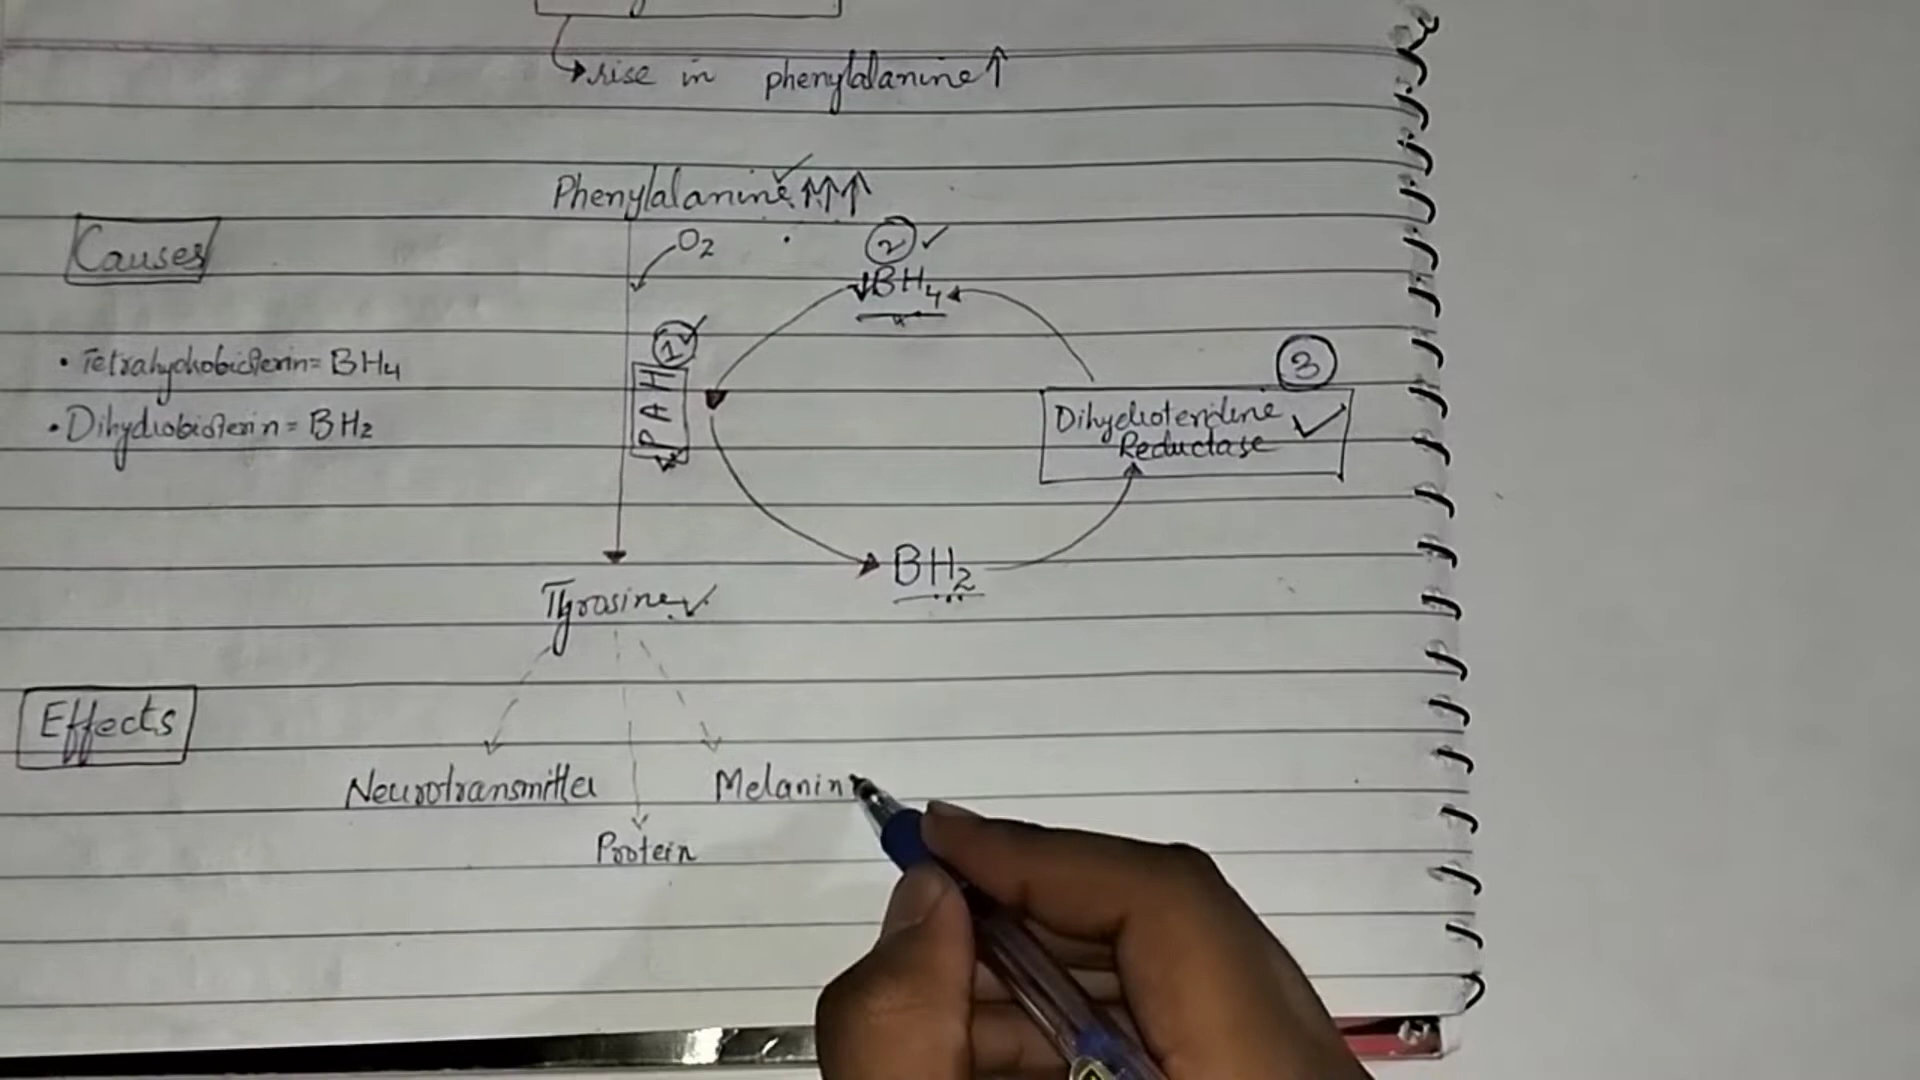 rise in phenylalanine ↑
Phenylalanine ↑↑↑
O2
2
Causes
↓BH4
1
PAH
3
• Tetrahydrobiopterin = BH4
• Dihydrobiopterin = BH2
Dihydroteridine
Reductase
BH2
Tyrosine
Effects
Neurotransmitter
Melanin
Protein